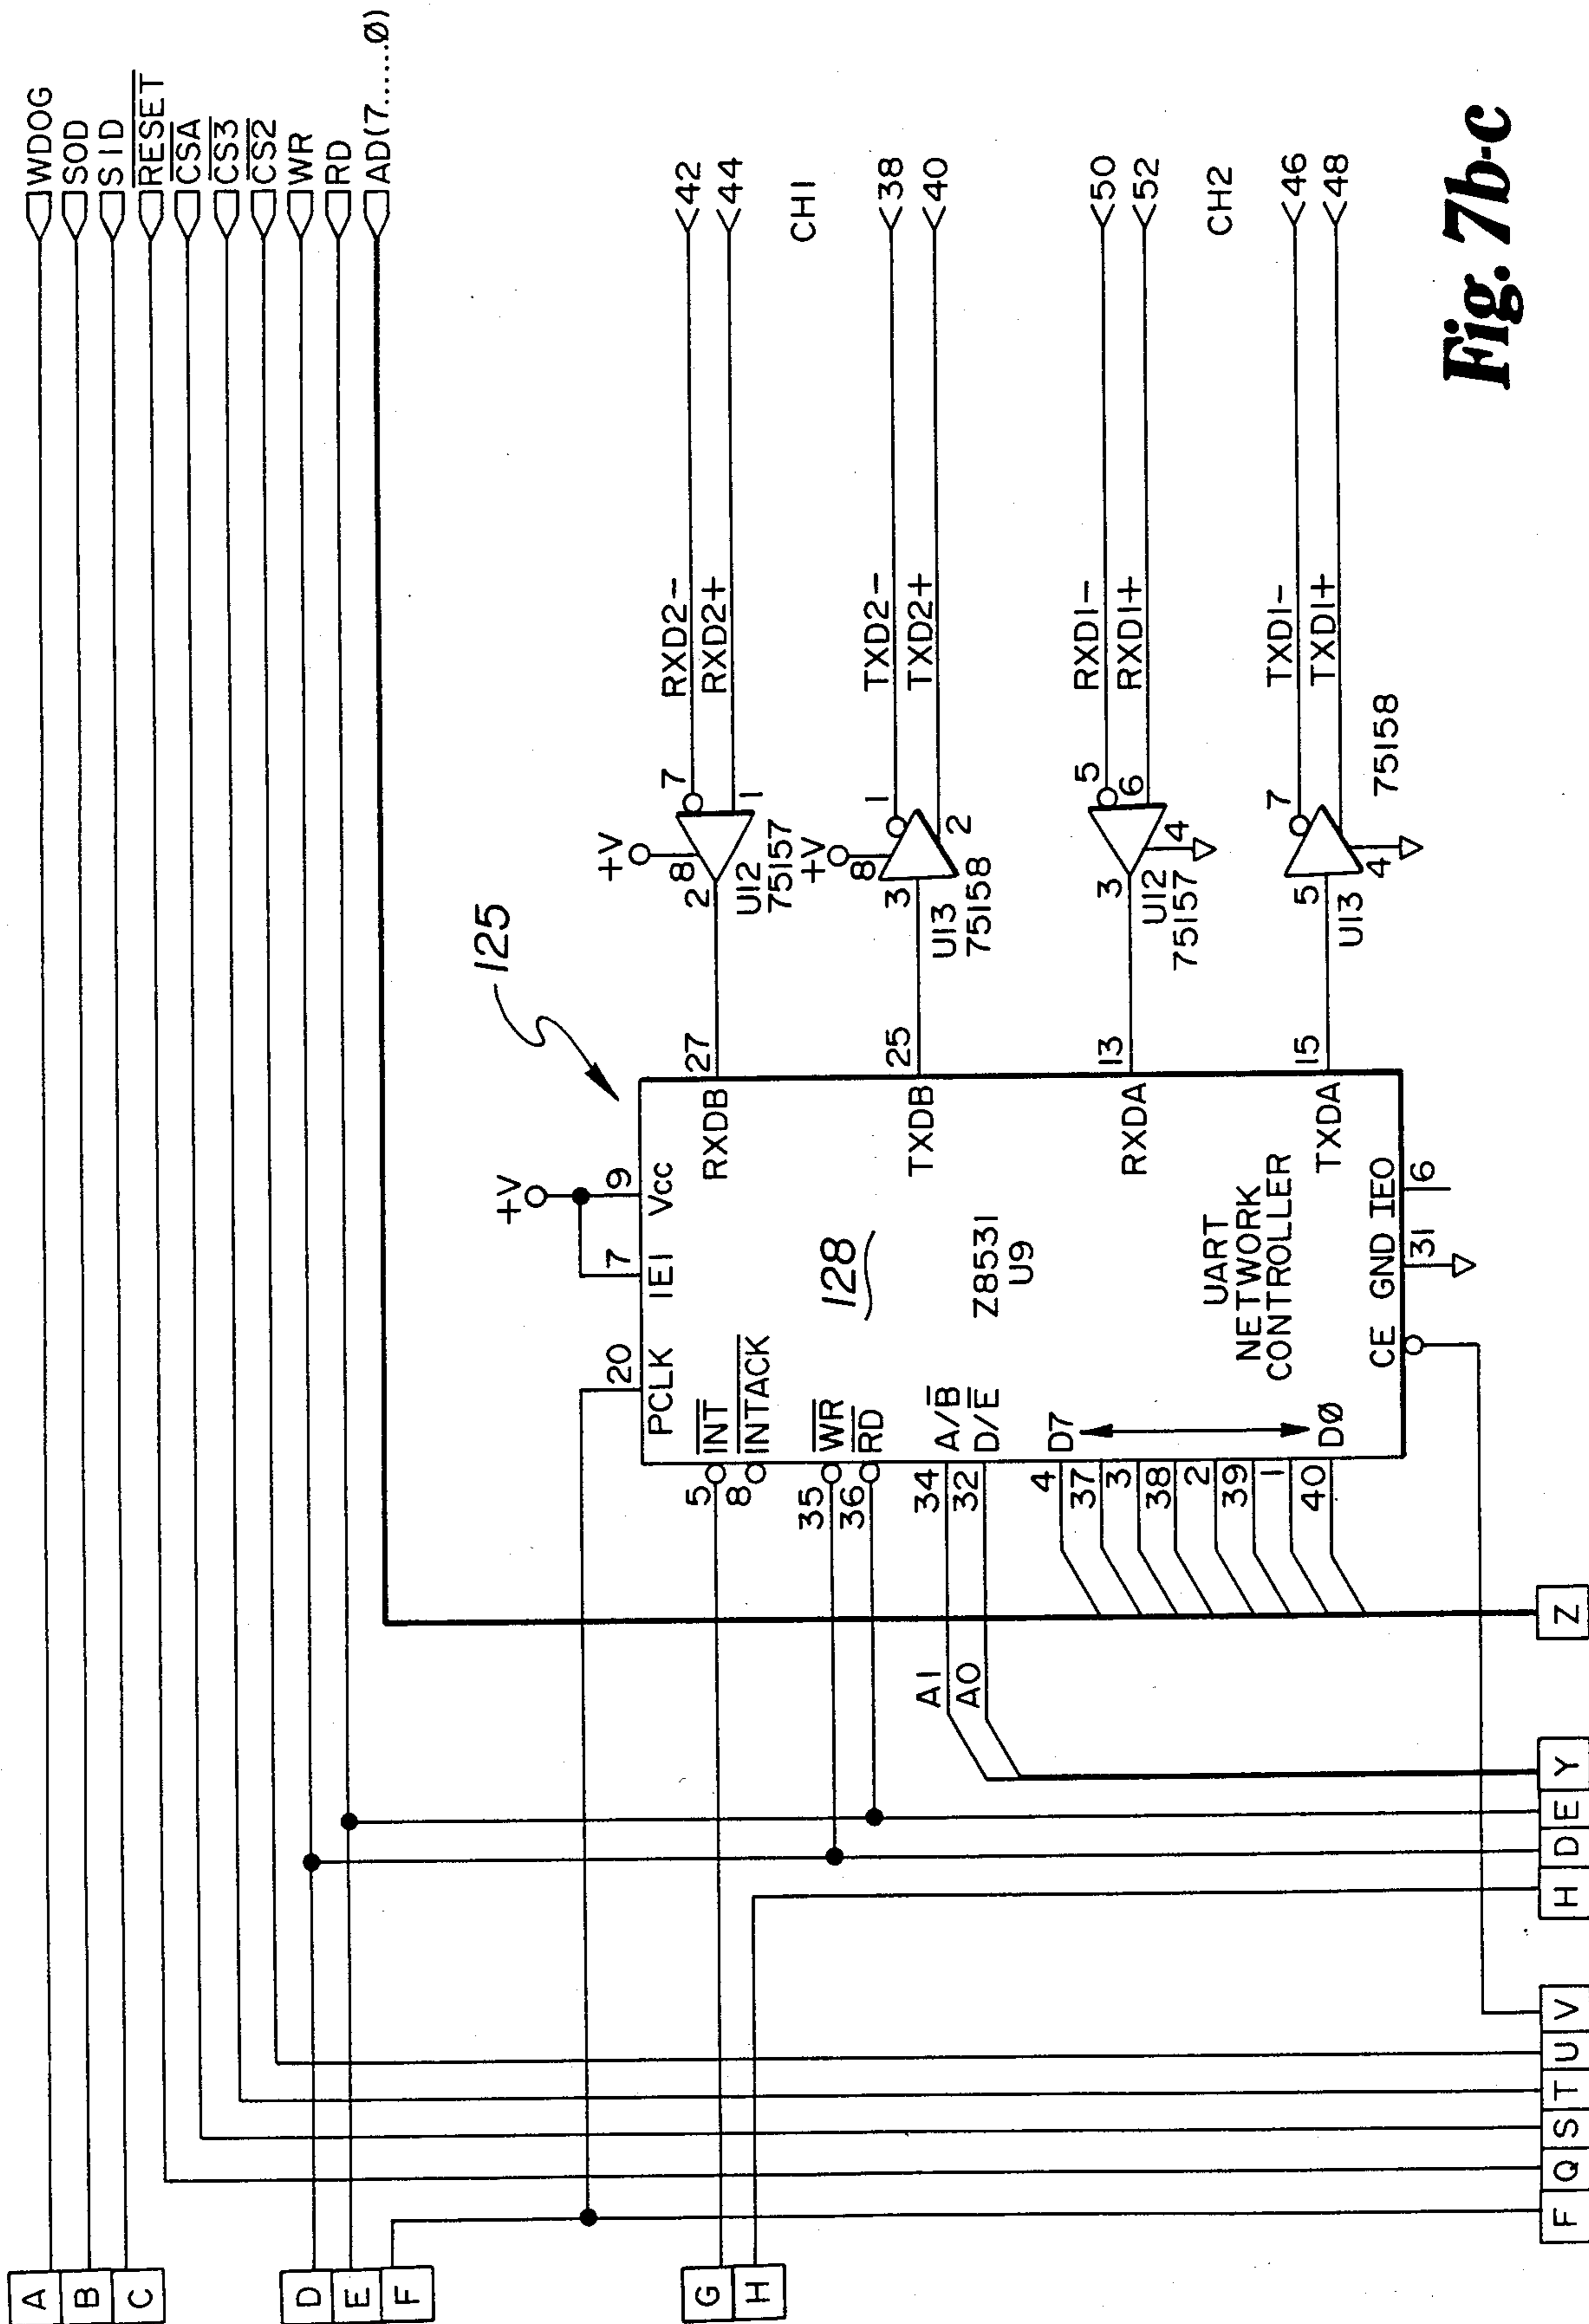 A
B
C
D
E
F
G
H
WDOG
SOD
SID
RESET
CSA
CS3
CS2
WR
RD
AD(7.....0)
125
+V
20
7
9
PCLK
IEI
Vcc
5
INT
8
INTACK
35
WR
36
RD
34
A/B
32
D/E
A1
A0
4
D7
37
3
38
2
39
1
40
DØ
128
Z8531
U9
UART
NETWORK
CONTROLLER
RXDB
27
TXDB
25
RXDA
13
TXDA
15
CE
GND
IEO
31
6
+V
8
2
7
1
U12
75157
RXD2-
RXD2+
<42
<44
CH1
+V
8
3
1
2
U13
75158
TXD2-
TXD2+
<38
<40
3
5
6
4
U12
75157
RXD1-
RXD1+
<50
<52
CH2
5
7
4
U13
75158
TXD1-
TXD1+
<46
<48
F
Q
S
T
U
V
H
D
E
Y
Z
Fig. 7b-c